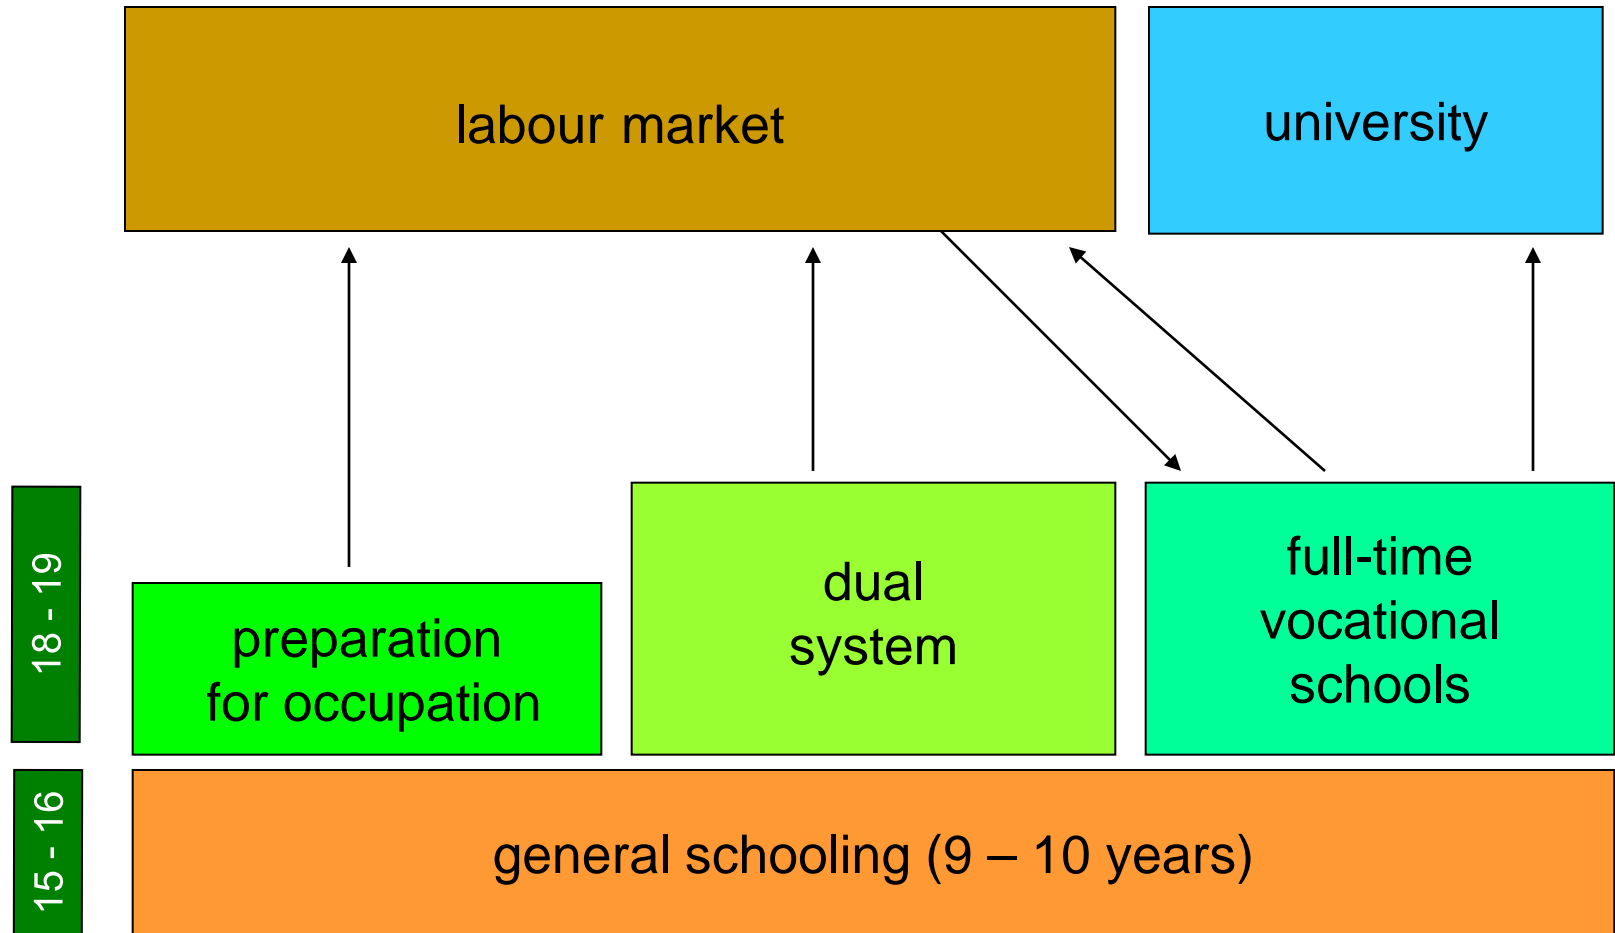 labour market
university
18 - 19
preparation
for occupation
dual
system
full-time
vocational
schools
15 - 16
general schooling (9 – 10 years)